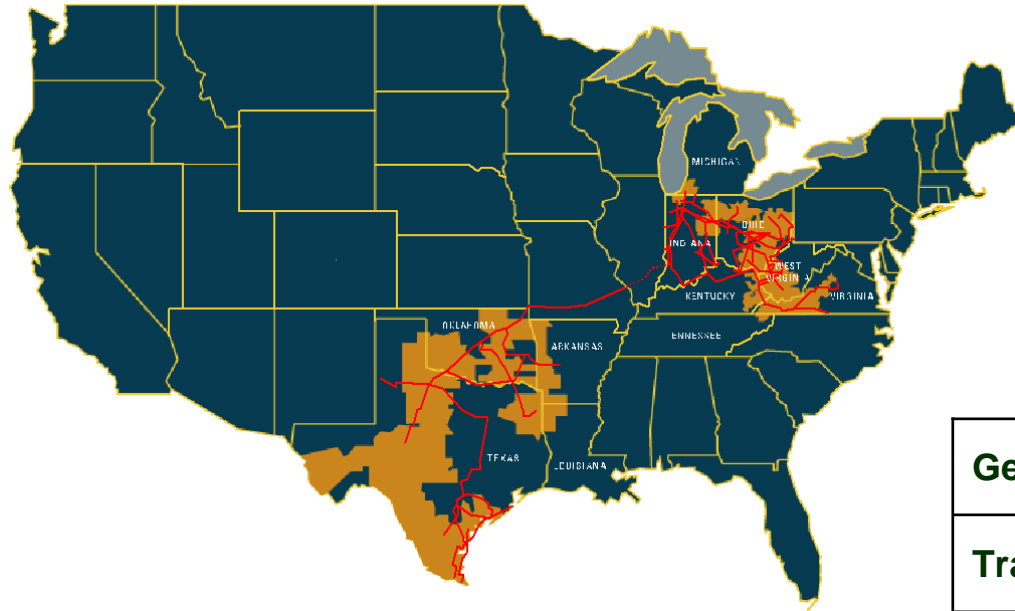 MICHIGAN
OHIO
INDIANA
WEST
VIRGINIA
KENTUCKY
VIRGINIA
OKLAHOMA
ARKANSAS
ENNESSEE
TEXAS
LOUISIANA
Ge
Tra